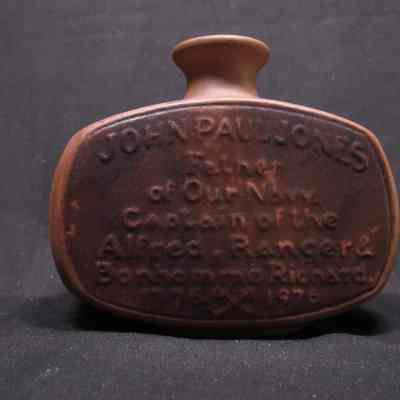 JOHN PAUL JONES
Father
of Our Navy.
Captain of the
Alfred, Ranger &
Bonhomme Richard.
1976